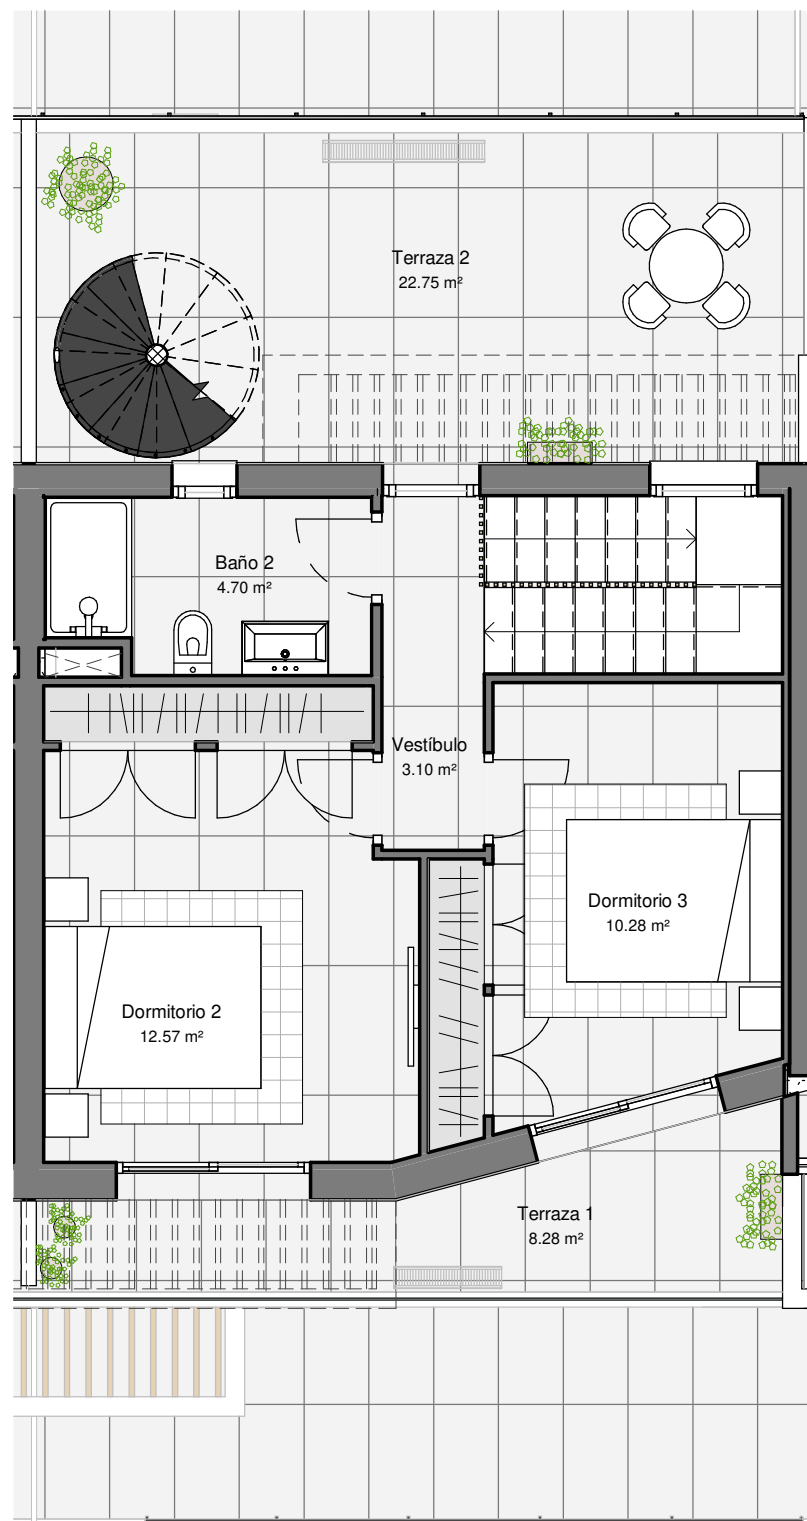 Terraza 2
22.75 m²
Baño 2
4.70 m²
Vestíbulo
3.10 m²
Dormitorio 3
10.28 m²
Dormitorio 2
12.57 m²
Terraza 1
8.28 m²